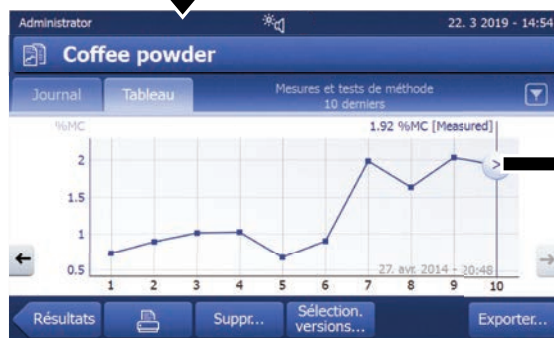 Administrator
22. 3 2019 - 14:54
Coffee powder
Journal
Tableau
Mesures et tests de méthode
10 derniers
%MC
1.92 %MC [Measured]
2
>
1.5
1
0.5
27. avr. 2014 - 20:48
1 2 3 4 5 6 7 8 9 10
Résultats
Suppr...
Sélection.
versions...
Exporter...